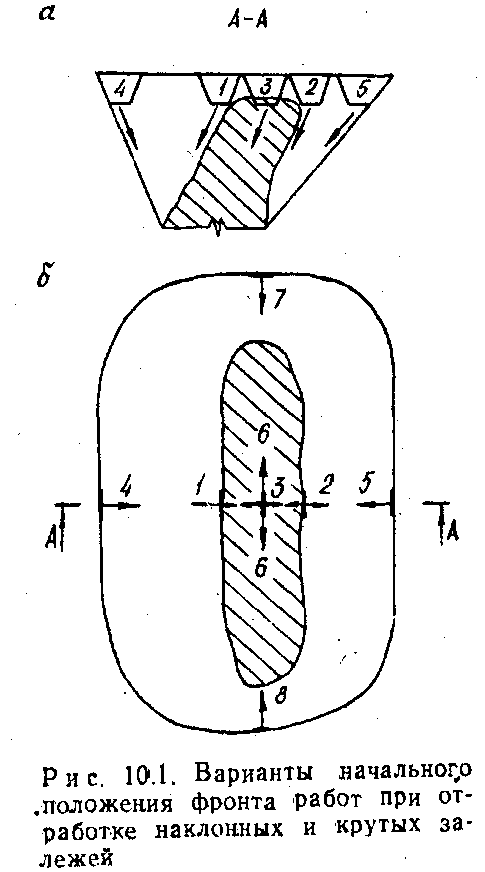 а
А-А
4 1 3 2 5
б
7
6
4 1 3 2 5
А А
6
8
Рис. 10.1. Варианты начального
положения фронта работ при от-
работке наклонных и крутых за-
лежей